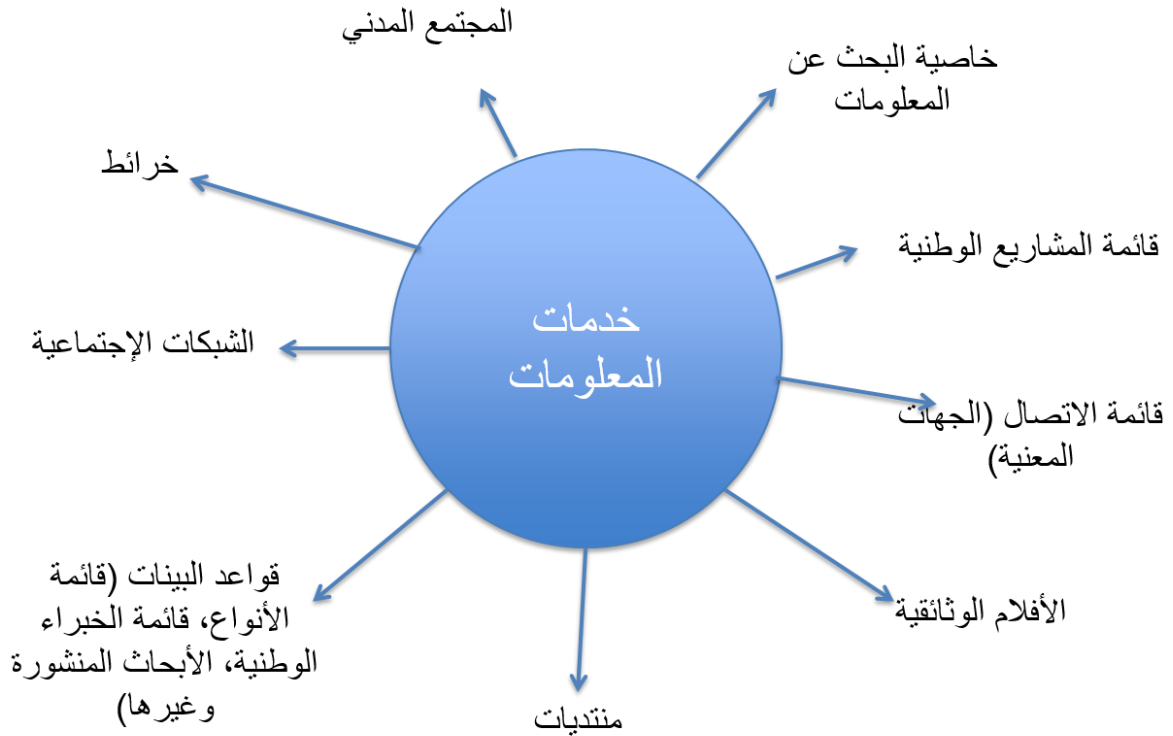 المجتمع المدني
خاصية البحث عن
المعلومات
خرائط
قائمة المشاريع الوطنية
خدمات
المعلومات
الشبكات الإجتماعية
قائمة الاتصال (الجهات
المعنية)
قواعد البينات (قائمة
الأنواع، قائمة الخبراء
الوطنية، الأبحاث المنشورة
وغيرها)
الأفلام الوثائقية
منتديات